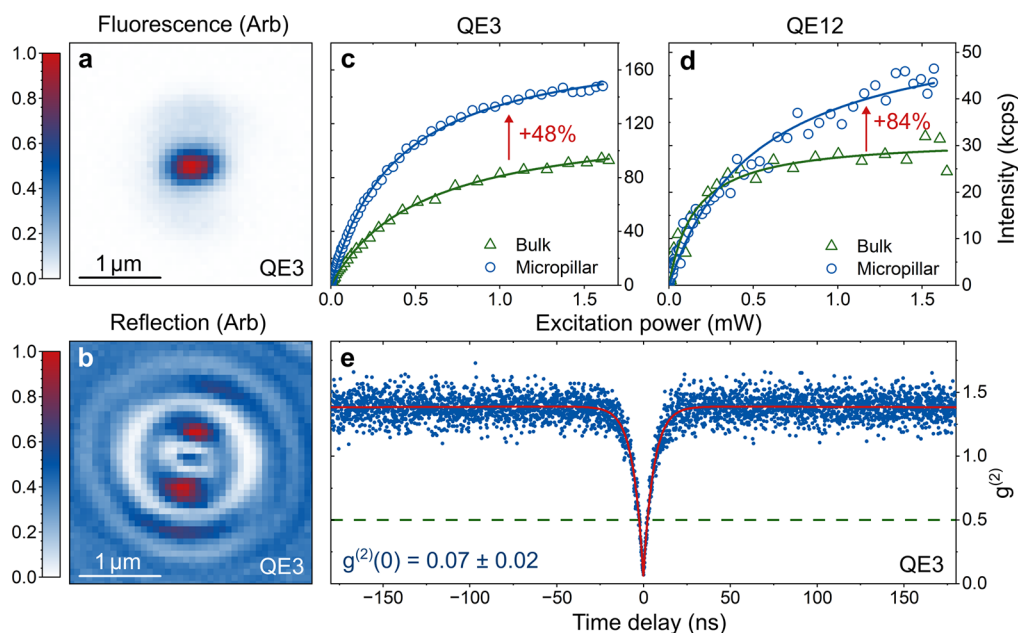 Fluorescence (Arb)
QE3
QE12
1.0
0.8
0.6
0.4
0.2
0.0
a
1 μm
QE3
c
+48%
Bulk
Micropillar
160
120
80
40
0
0.0
0.5
1.0
1.5
d
+84%
Bulk
Micropillar
50
40
30
20
10
0
0.0
0.5
1.0
1.5
Intensity (kcps)
Excitation power (mW)
Reflection (Arb)
1.0
0.8
0.6
0.4
0.2
0.0
b
1 μm
QE3
e
g(2)(0) = 0.07 ± 0.02
QE3
1.5
1.0
0.5
0.0
g(2)
−150
−100
−50
0
50
100
150
Time delay (ns)